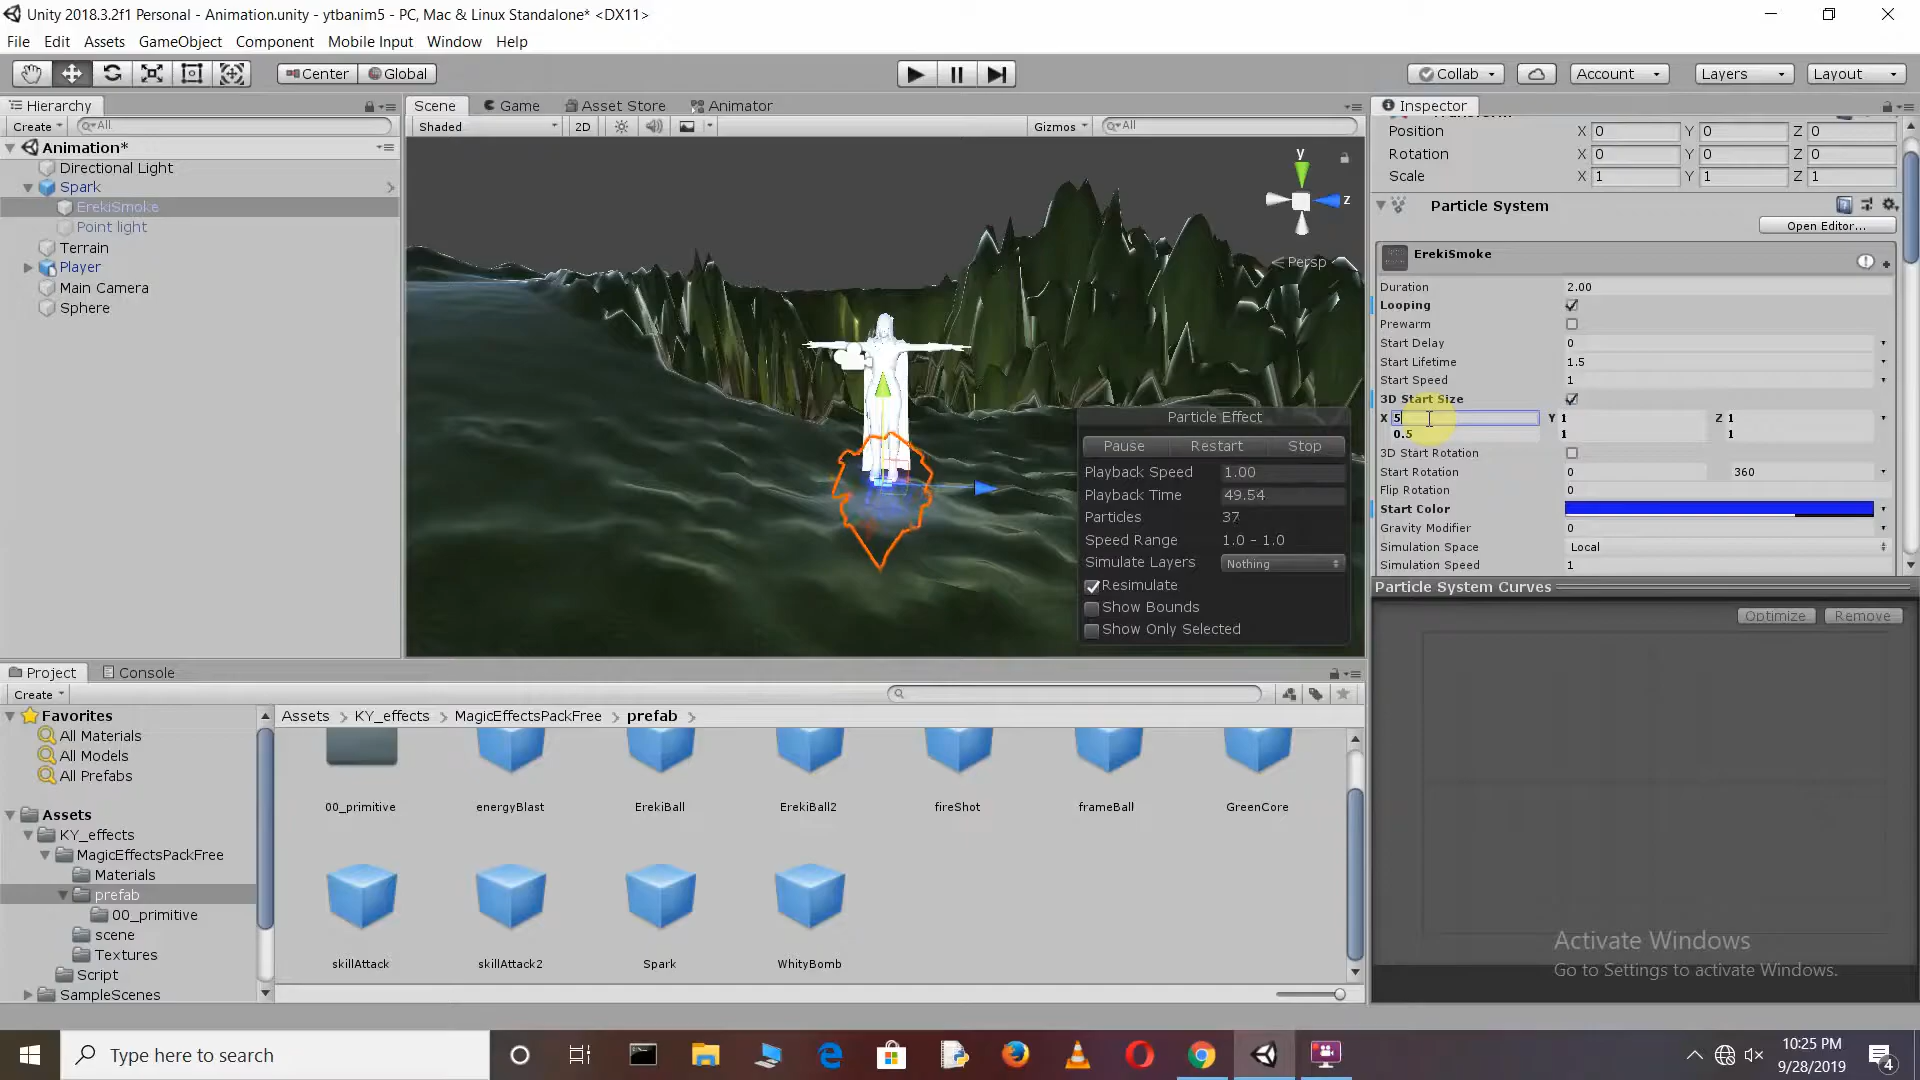 Unity 2018.3.2f1 Personal - Animation.unity - ytbanim5 - PC, Mac & Linux Standalone* <DX11>
File Edit Assets GameObject Component Mobile Input Window Help
Center Global Collab Account Layers Layout
Hierarchy
Create All
Animation*
Directional Light
Spark
ErekiSmoke
Point light
Terrain
Player
Main Camera
Sphere
Scene Game Asset Store Animator
Shaded 2D Gizmos All
y
z
Persp
Particle Effect
Pause Restart Stop
Playback Speed 1.00
Playback Time 49.54
Particles 37
Speed Range 1.0 - 1.0
Simulate Layers Nothing
Resimulate
Show Bounds
Show Only Selected
Inspector
Position X 0 Y 0 Z 0
Rotation X 0 Y 0 Z 0
Scale X 1 Y 1 Z 1
Particle System
Open Editor...
ErekiSmoke
Duration 2.00
Looping
Prewarm
Start Delay 0
Start Lifetime 1.5
Start Speed 1
3D Start Size
X 5 Y 1 Z 1
0.5 1 1
3D Start Rotation
Start Rotation 0 360
Flip Rotation 0
Start Color
Gravity Modifier 0
Simulation Space Local
Simulation Speed 1
Particle System Curves
Optimize Remove
Project Console
Create
Favorites
All Materials
All Models
All Prefabs
Assets
KY_effects
MagicEffectsPackFree
Materials
prefab
00_primitive
scene
Textures
Script
SampleScenes
Assets KY_effects MagicEffectsPackFree prefab
00_primitive energyBlast ErekiBall ErekiBall2 fireShot frameBall GreenCore
skillAttack skillAttack2 Spark WhityBomb
Activate Windows
Go to Settings to activate Windows.
Type here to search
10:25 PM
9/28/2019
4